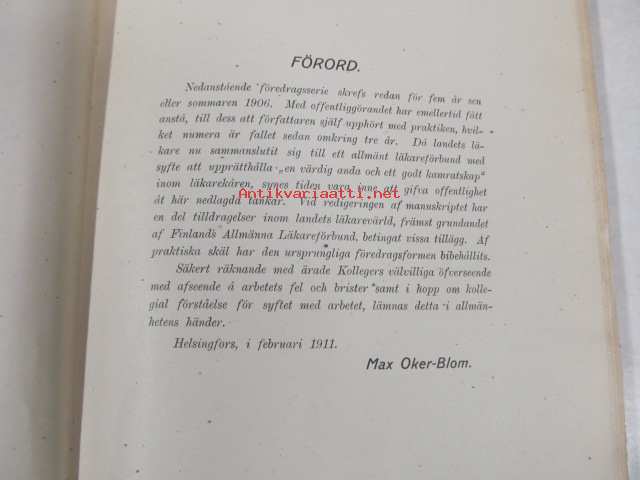 FÖRORD.
Nedanstående föredragsserie skrefs redan för fem år sen
eller sommaren 1906. Med offentliggörandet har emellertid fått
anstå, till dess att författaren själf upphört med praktiken, hvil-
ket numera är fallet sedan omkring tre år. Då landets lä-
kare nu sammanslutit sig till ett allmänt läkareförbund med
syfte att upprätthålla „en värdig anda och ett godt kamratskap"
inom läkarekåren, synes tiden vara inne att gifva offentlighet
Antikvariaatti.net
åt här nedlagda tankar. Vid redigeringen af manuskriptet har
en del tilldragelser inom landets läkarevärld, främst grundandet
af Finlands Allmänna Läkareförbund, betingat vissa tillägg. Af
praktiska skäl har den ursprungliga föredragsformen bibehållits.
Säkert räknande med ärade Kollegers välvilliga öfverseende
med afseende å arbetets fel och brister samt i hopp om kolle-
gial förståelse för syftet med arbetet, lämnas detta i allmän-
hetens händer.
Helsingfors, i februari 1911.
Max Oker-Blom.